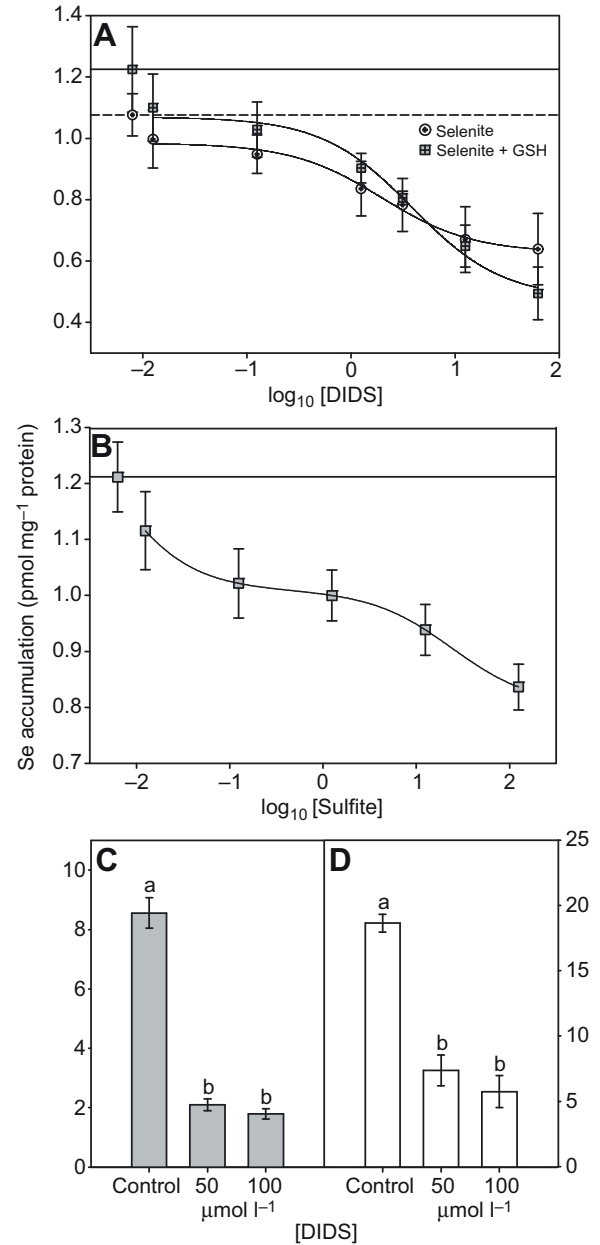 A
1.4
1.2
1.0
0.8
0.6
0.4
Selenite
Selenite + GSH
–2 –1 0 1 2
log10 [DIDS]
B
1.3
1.2
1.1
1.0
0.9
0.8
0.7
Se accumulation (pmol mg–1 protein)
–2 –1 0 1 2
log10 [Sulfite]
C
10
8
6
4
2
0
a
b
b
Control 50 100
µmol l–1
D
25
20
15
10
5
0
a
b
b
Control 50 100
µmol l–1
[DIDS]